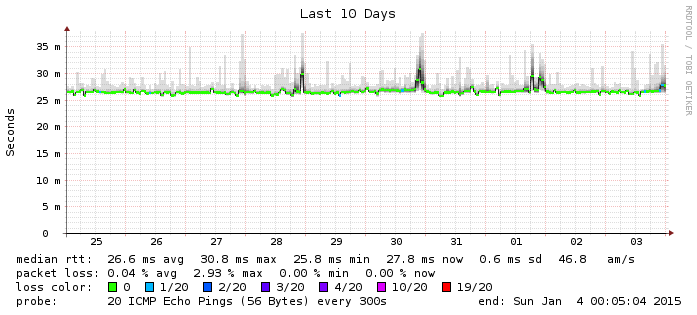 Last 10 Days
RRDTOOL / TOBI OETIKER
Seconds
35 m
30 m
25 m
20 m
15 m
10 m
5 m
0
25 26 27 28 29 30 31 01 02 03
median rtt: 26.6 ms avg 30.8 ms max 25.8 ms min 27.8 ms now 0.6 ms sd 46.8 am/s
packet loss: 0.04 % avg 2.93 % max 0.00 % min 0.00 % now
loss color: 0 1/20 2/20 3/20 4/20 10/20 19/20
probe: 20 ICMP Echo Pings (56 Bytes) every 300s end: Sun Jan 4 00:05:04 2015